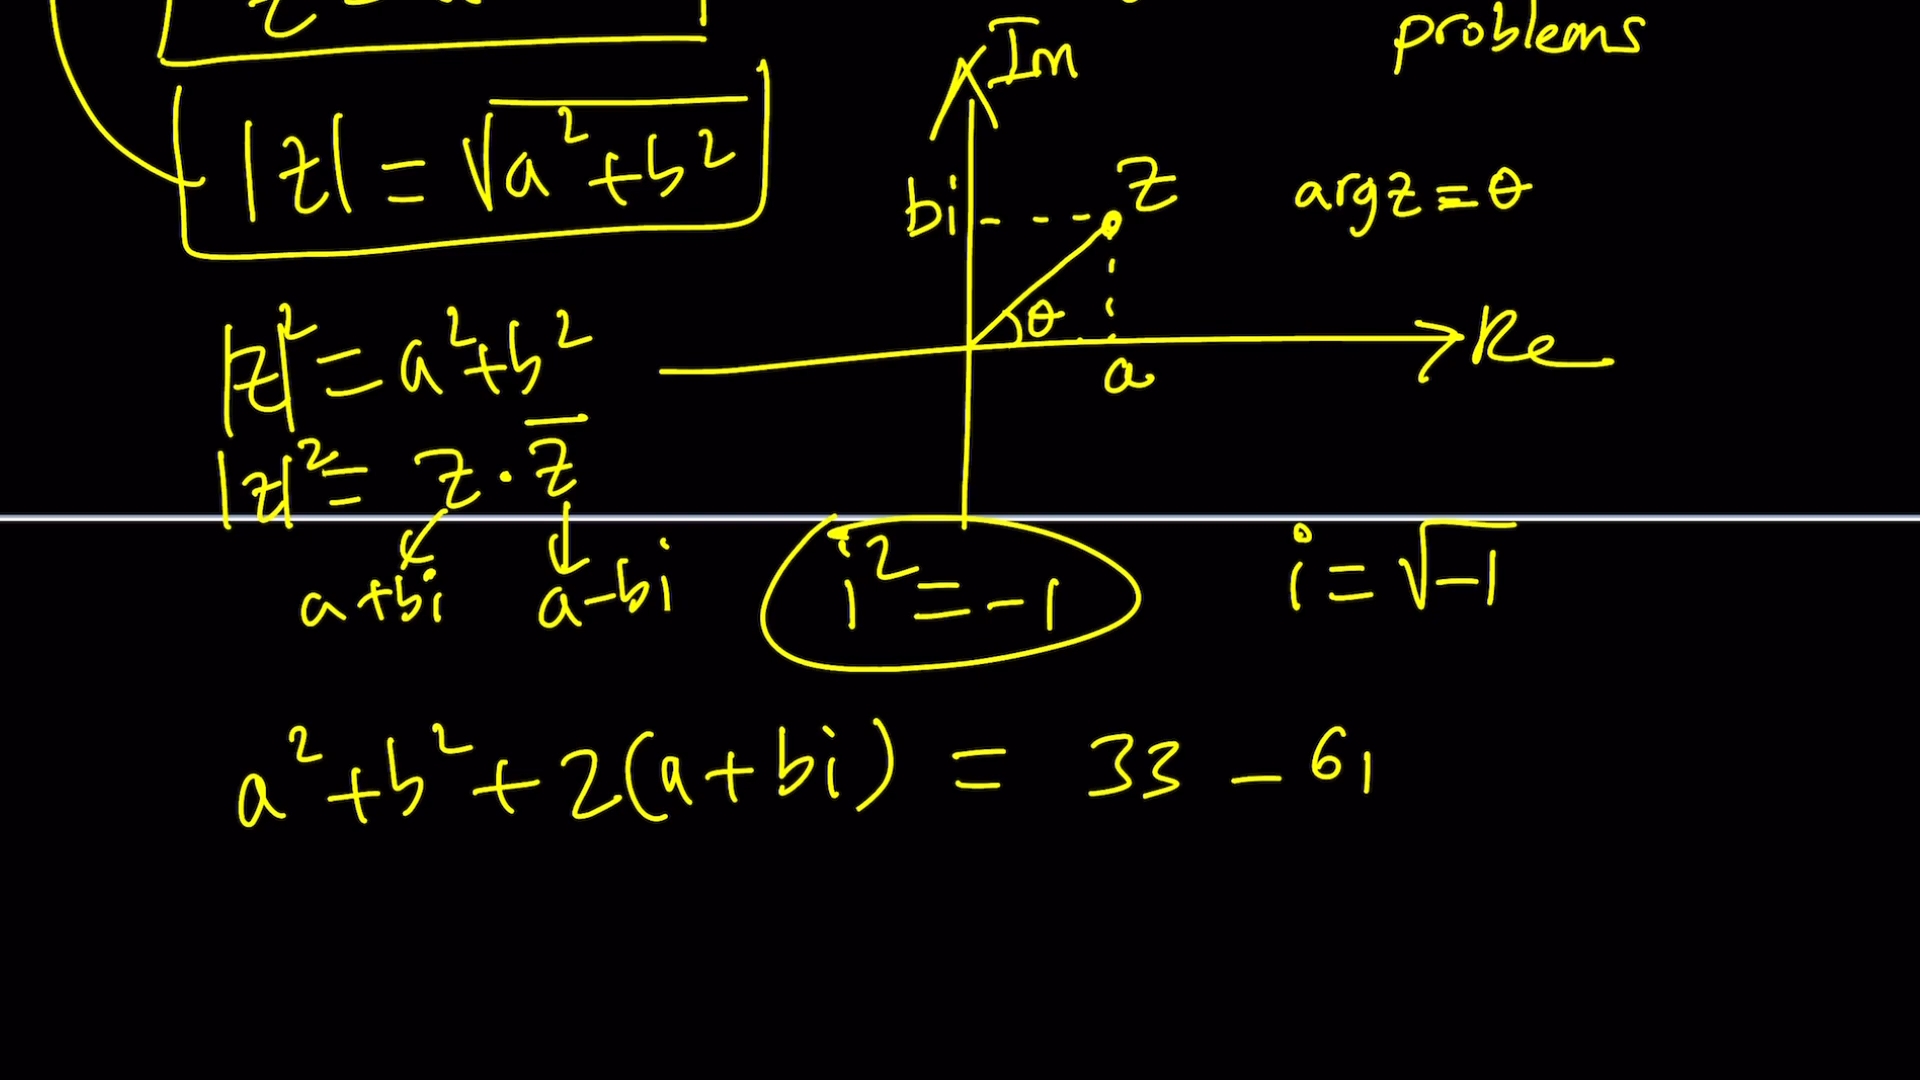 problems
Im
|z| = √a²+b²
bi
z
arg z = θ
θ
Re
a
|z|² = a²+b²
|z|² = z · z̅
a+bi
a-bi
i² = -1
i = √-1
a² + b² + 2(a+bi) = 33 - 6i